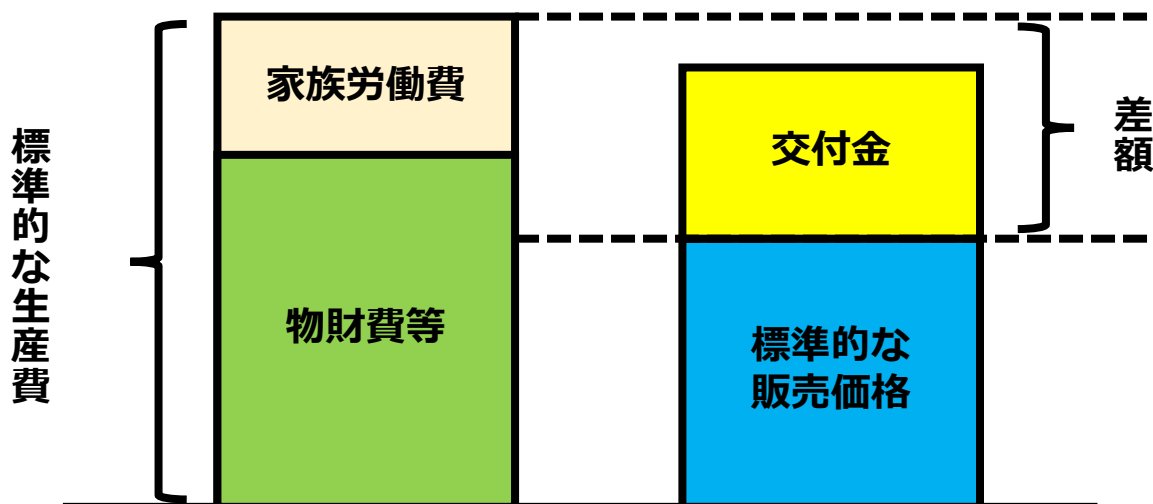 標準的な生産費
家族労働費
物財費等
交付金
標準的な
販売価格
差額